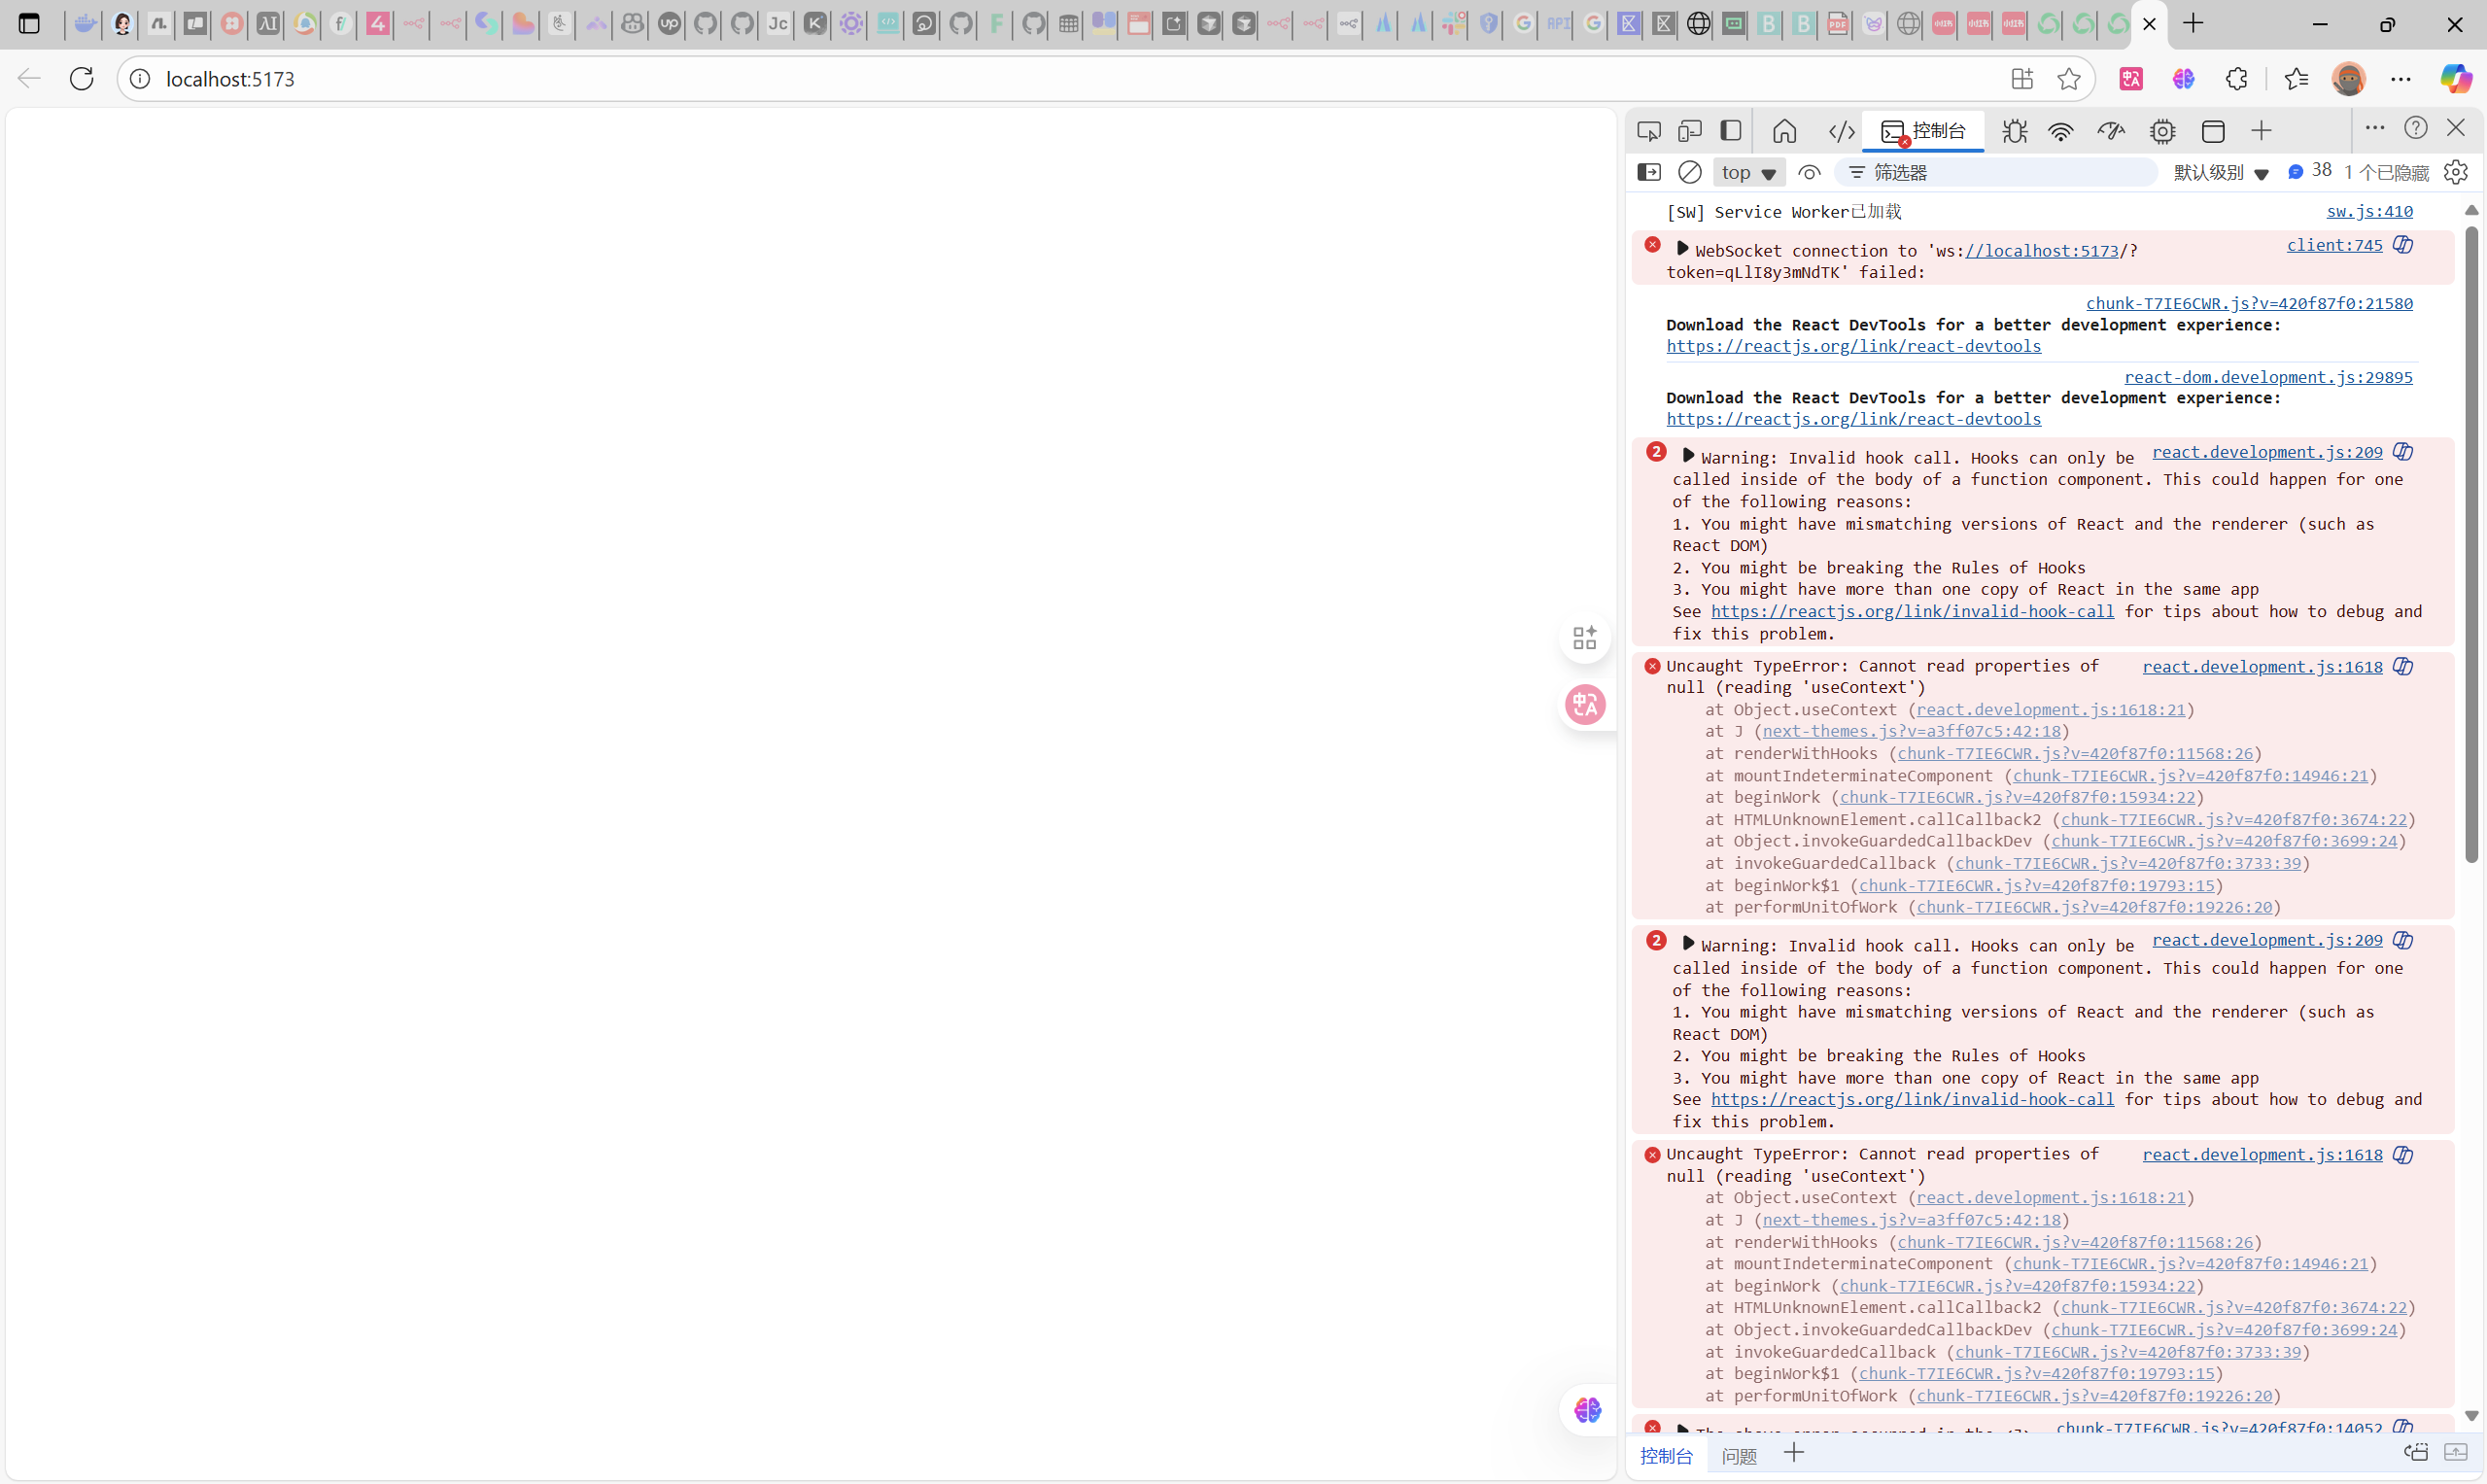 localhost:5173
控制台
top
筛选器
默认级别
38
1 个已隐藏
[SW] Service Worker已加载
sw.js:410
WebSocket connection to 'ws://localhost:5173/?
client:745
token=qLlI8y3mNdTK' failed:
chunk-T7IE6CWR.js?v=420f87f0:21580
Download the React DevTools for a better development experience:
https://reactjs.org/link/react-devtools
react-dom.development.js:29895
Download the React DevTools for a better development experience:
https://reactjs.org/link/react-devtools
2
Warning: Invalid hook call. Hooks can only be
react.development.js:209
called inside of the body of a function component. This could happen for one
of the following reasons:
1. You might have mismatching versions of React and the renderer (such as
React DOM)
2. You might be breaking the Rules of Hooks
3. You might have more than one copy of React in the same app
See https://reactjs.org/link/invalid-hook-call for tips about how to debug and
fix this problem.
Uncaught TypeError: Cannot read properties of
react.development.js:1618
null (reading 'useContext')
at Object.useContext (react.development.js:1618:21)
at J (next-themes.js?v=a3ff07c5:42:18)
at renderWithHooks (chunk-T7IE6CWR.js?v=420f87f0:11568:26)
at mountIndeterminateComponent (chunk-T7IE6CWR.js?v=420f87f0:14946:21)
at beginWork (chunk-T7IE6CWR.js?v=420f87f0:15934:22)
at HTMLUnknownElement.callCallback2 (chunk-T7IE6CWR.js?v=420f87f0:3674:22)
at Object.invokeGuardedCallbackDev (chunk-T7IE6CWR.js?v=420f87f0:3699:24)
at invokeGuardedCallback (chunk-T7IE6CWR.js?v=420f87f0:3733:39)
at beginWork$1 (chunk-T7IE6CWR.js?v=420f87f0:19793:15)
at performUnitOfWork (chunk-T7IE6CWR.js?v=420f87f0:19226:20)
2
Warning: Invalid hook call. Hooks can only be
react.development.js:209
called inside of the body of a function component. This could happen for one
of the following reasons:
1. You might have mismatching versions of React and the renderer (such as
React DOM)
2. You might be breaking the Rules of Hooks
3. You might have more than one copy of React in the same app
See https://reactjs.org/link/invalid-hook-call for tips about how to debug and
fix this problem.
Uncaught TypeError: Cannot read properties of
react.development.js:1618
null (reading 'useContext')
at Object.useContext (react.development.js:1618:21)
at J (next-themes.js?v=a3ff07c5:42:18)
at renderWithHooks (chunk-T7IE6CWR.js?v=420f87f0:11568:26)
at mountIndeterminateComponent (chunk-T7IE6CWR.js?v=420f87f0:14946:21)
at beginWork (chunk-T7IE6CWR.js?v=420f87f0:15934:22)
at HTMLUnknownElement.callCallback2 (chunk-T7IE6CWR.js?v=420f87f0:3674:22)
at Object.invokeGuardedCallbackDev (chunk-T7IE6CWR.js?v=420f87f0:3699:24)
at invokeGuardedCallback (chunk-T7IE6CWR.js?v=420f87f0:3733:39)
at beginWork$1 (chunk-T7IE6CWR.js?v=420f87f0:19793:15)
at performUnitOfWork (chunk-T7IE6CWR.js?v=420f87f0:19226:20)
chunk-T7IE6CWR.js?v=420f87f0:14052
控制台
问题